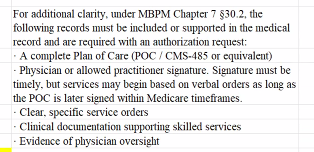 For additional clarity, under MBPM Chapter 7 §30.2, the
following records must be included or supported in the medical
record and are required with an authorization request:
· A complete Plan of Care (POC / CMS-485 or equivalent)
· Physician or allowed practitioner signature. Signature must be
timely, but services may begin based on verbal orders as long as
the POC is later signed within Medicare timeframes.
· Clear, specific service orders
· Clinical documentation supporting skilled services
· Evidence of physician oversight